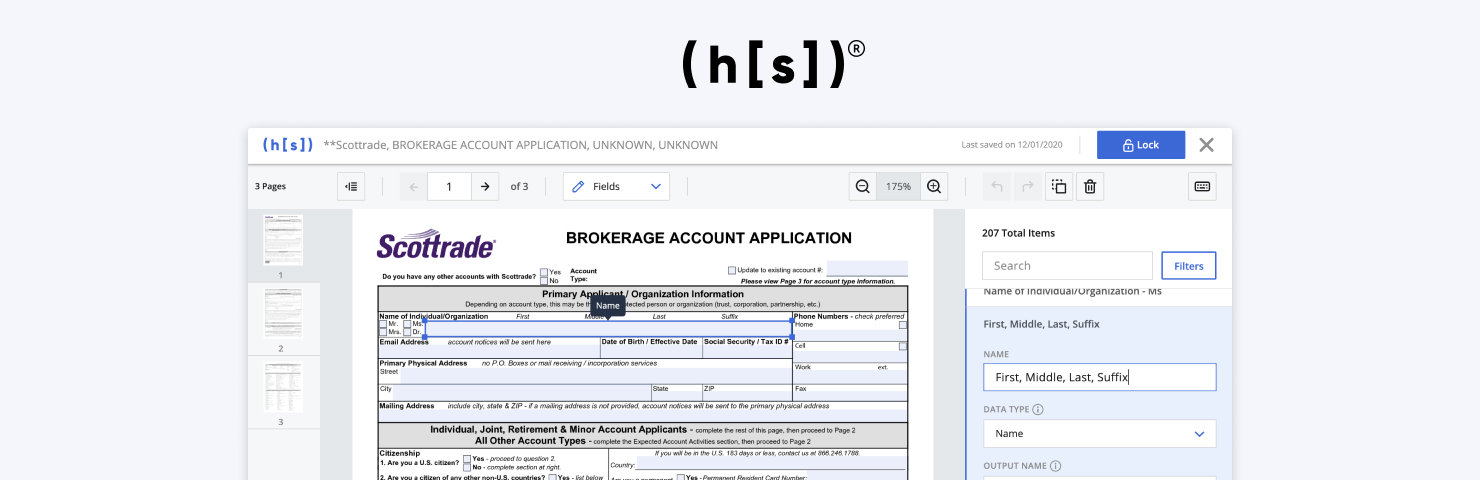 (h[s])®
(h[s]) **Scottrade, BROKERAGE ACCOUNT APPLICATION, UNKNOWN, UNKNOWN Last saved on 12/01/2020 Lock
3 Pages 1 of 3 Fields 175%
1
2
3
Scottrade®
BROKERAGE ACCOUNT APPLICATION
Do you have any other accounts with Scottrade? Yes No Account Type: Update to existing account #:
Please view Page 3 for account type information.
Primary Applicant / Organization Information
Depending on account type, this may be the protected person or organization (trust, corporation, partnership, etc.)
Name
Name of Individual/Organization First Middle Last Suffix Phone Numbers - check preferred
Mr. Ms. Home
Mrs. Dr.
Email Address account notices will be sent here Date of Birth / Effective Date Social Security / Tax ID # Cell
Primary Physical Address no P.O. Boxes or mail receiving / incorporation services Work ext.
Street
City State ZIP Fax
Mailing Address include city, state & ZIP - if a mailing address is not provided, account notices will be sent to the primary physical address
Individual, Joint, Retirement & Minor Account Applicants - complete the rest of this page, then proceed to Page 2
All Other Account Types - complete the Expected Account Activities section, then proceed to Page 2
Citizenship If you will be in the U.S. 183 days or less, contact us at 866.246.1788.
1. Are you a U.S. citizen? Yes - proceed to question 2. Country:
No - complete section at right.
2. Are you a citizen of any other non-U.S. countries? Yes - list below Yes - Permanent Resident Card Number:
207 Total Items
Search Filters
Name of Individual/Organization - Ms
First, Middle, Last, Suffix
NAME
First, Middle, Last, Suffix
DATA TYPE
Name
OUTPUT NAME